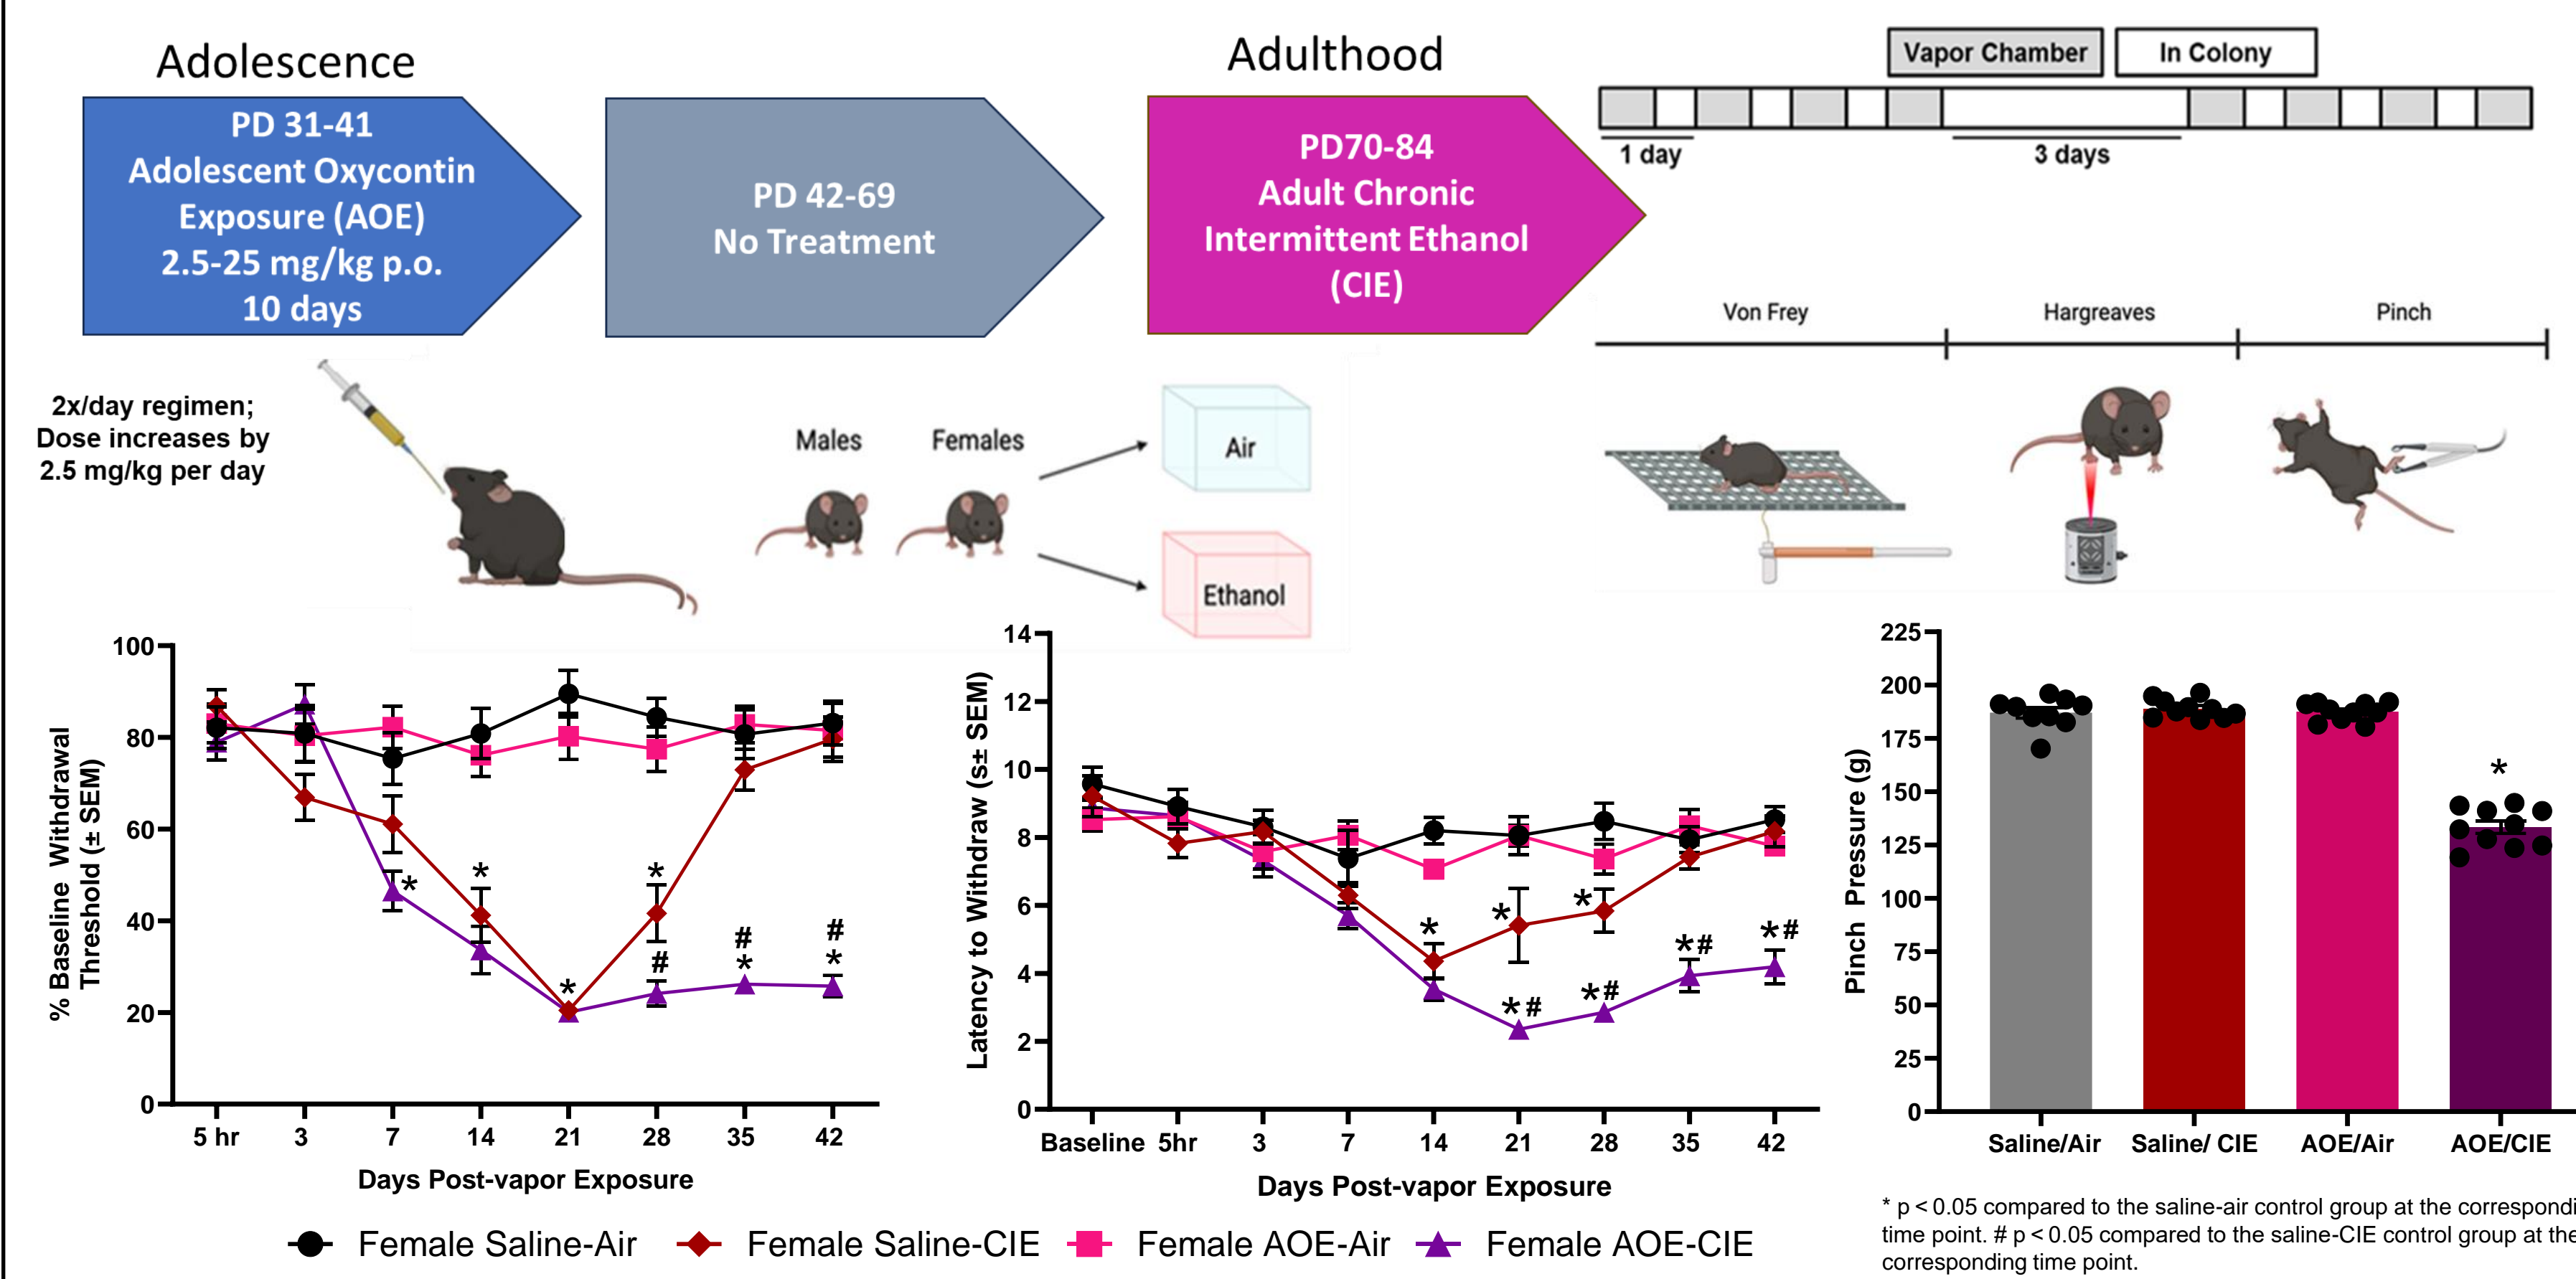 Adolescence
Adulthood
Vapor Chamber
In Colony
PD 31-41
Adolescent Oxycontin
Exposure (AOE)
2.5-25 mg/kg p.o.
10 days
PD 42-69
No Treatment
PD70-84
Adult Chronic
Intermittent Ethanol
(CIE)
1 day
3 days
Von Frey
Hargreaves
Pinch
2x/day regimen;
Dose increases by
2.5 mg/kg per day
Males
Females
Air
Ethanol
% Baseline Withdrawal
Threshold (± SEM)
100
80
60
40
20
0
*
*
*
*
#
#
*
#
*
5 hr 3 7 14 21 28 35 42
Days Post-vapor Exposure
Latency to Withdraw (s± SEM)
14
12
10
8
6
4
2
0
*
*
*
*#
*#
*#
*#
Baseline 5hr 3 7 14 21 28 35 42
Days Post-vapor Exposure
Pinch Pressure (g)
225
200
175
150
125
100
75
50
25
0
*
Saline/Air Saline/ CIE AOE/Air AOE/CIE
Female Saline-Air Female Saline-CIE Female AOE-Air Female AOE-CIE
* p < 0.05 compared to the saline-air control group at the correspondi
time point. # p < 0.05 compared to the saline-CIE control group at the
corresponding time point.